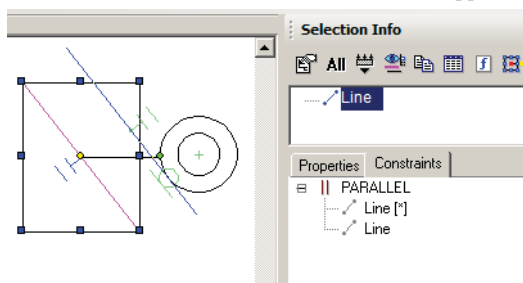 Selection Info
All
Line
Properties Constraints
PARALLEL
Line [*]
Line